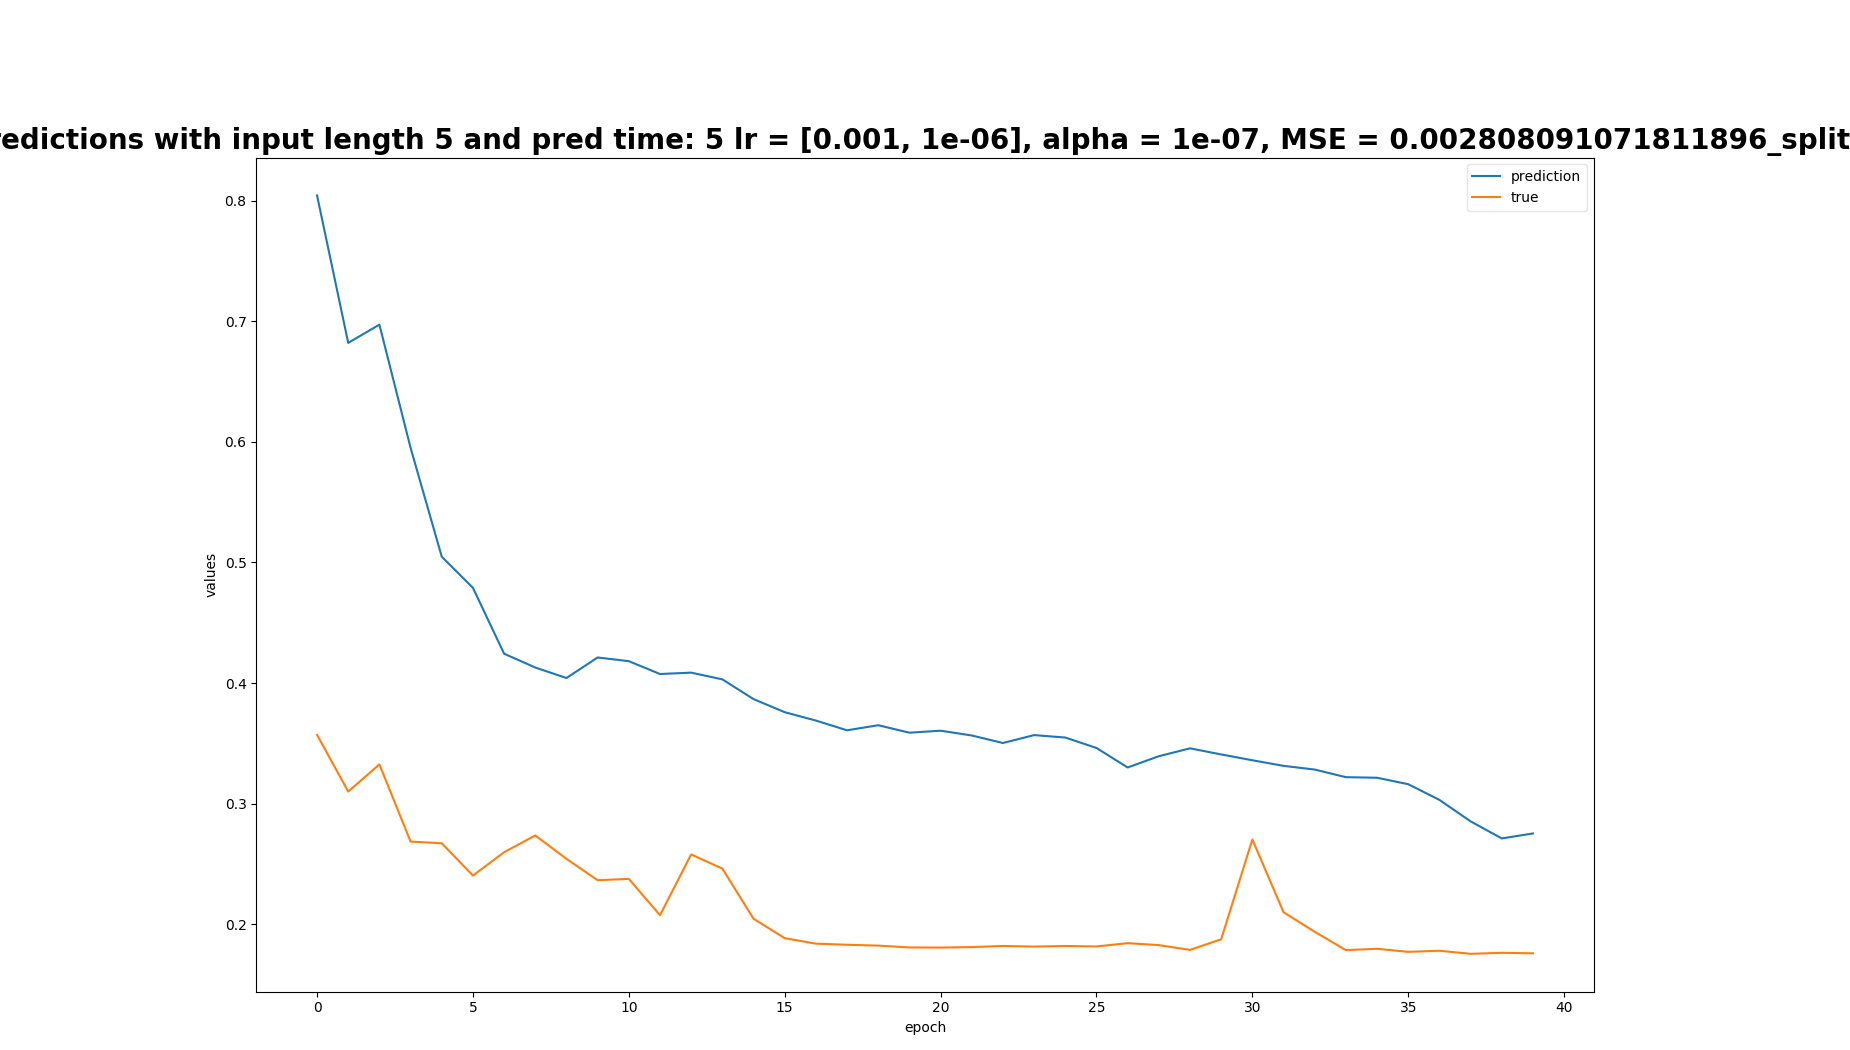 redictions with input length 5 and pred time: 5 lr = [0.001, 1e-06], alpha = 1e-07, MSE = 0.002808091071811896_split
prediction
true
0.8
0.7
0.6
0.5
0.4
0.3
0.2
values
0 5 10 15 20 25 30 35 40
epoch